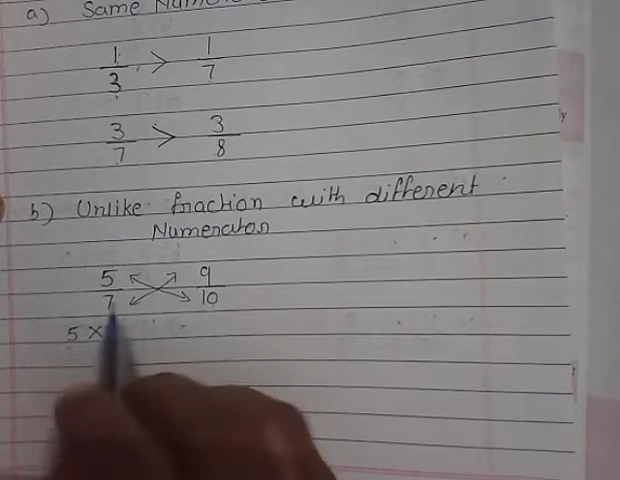 a) Same
1/3 > 1/7
3/7 > 3/8
b) Unlike fraction with different
Numerator
5/7 9/10
5 ×